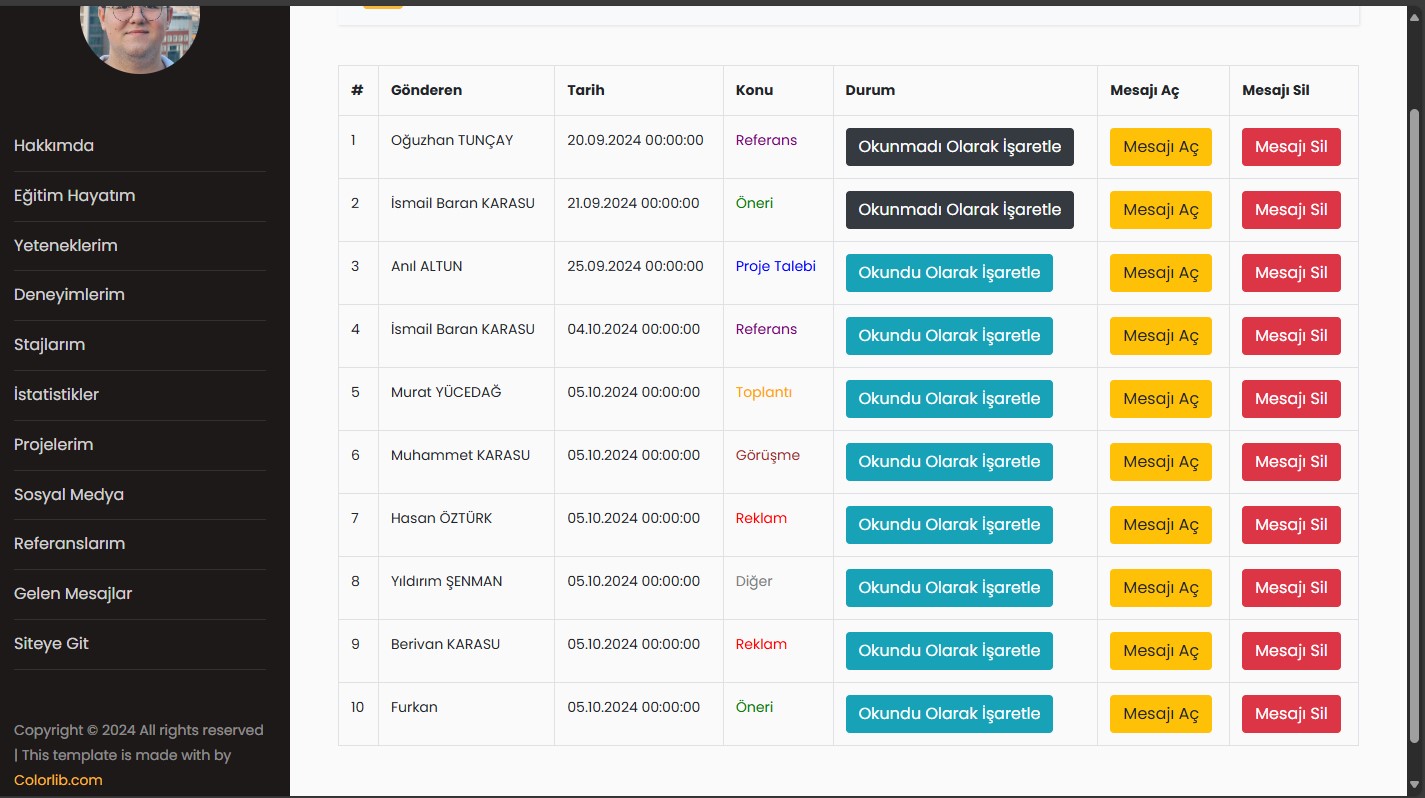 Hakkımda
Eğitim Hayatım
Yeteneklerim
Deneyimlerim
Stajlarım
İstatistikler
Projelerim
Sosyal Medya
Referanslarım
Gelen Mesajlar
Siteye Git
Copyright © 2024 All rights reserved
| This template is made with by
Colorlib.com
# Gönderen Tarih Konu Durum Mesajı Aç Mesajı Sil
1 Oğuzhan TUNÇAY 20.09.2024 00:00:00 Referans Okunmadı Olarak İşaretle Mesajı Aç Mesajı Sil
2 İsmail Baran KARASU 21.09.2024 00:00:00 Öneri Okunmadı Olarak İşaretle Mesajı Aç Mesajı Sil
3 Anıl ALTUN 25.09.2024 00:00:00 Proje Talebi Okundu Olarak İşaretle Mesajı Aç Mesajı Sil
4 İsmail Baran KARASU 04.10.2024 00:00:00 Referans Okundu Olarak İşaretle Mesajı Aç Mesajı Sil
5 Murat YÜCEDAĞ 05.10.2024 00:00:00 Toplantı Okundu Olarak İşaretle Mesajı Aç Mesajı Sil
6 Muhammet KARASU 05.10.2024 00:00:00 Görüşme Okundu Olarak İşaretle Mesajı Aç Mesajı Sil
7 Hasan ÖZTÜRK 05.10.2024 00:00:00 Reklam Okundu Olarak İşaretle Mesajı Aç Mesajı Sil
8 Yıldırım ŞENMAN 05.10.2024 00:00:00 Diğer Okundu Olarak İşaretle Mesajı Aç Mesajı Sil
9 Berivan KARASU 05.10.2024 00:00:00 Reklam Okundu Olarak İşaretle Mesajı Aç Mesajı Sil
10 Furkan 05.10.2024 00:00:00 Öneri Okundu Olarak İşaretle Mesajı Aç Mesajı Sil